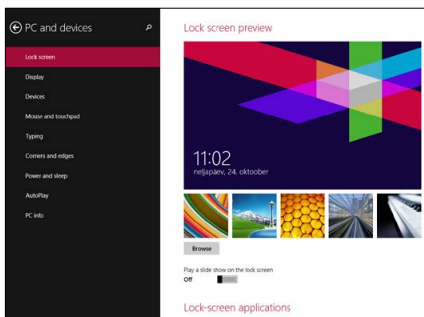 PC and devices
Lock screen
Display
Devices
Mouse and touchpad
Typing
Corners and edges
Power and sleep
AutoPlay
PC info
Lock screen preview
11:02
neljapäev, 24. oktoober
Browse
Play a slide show on the lock screen
Off
Lock-screen applications